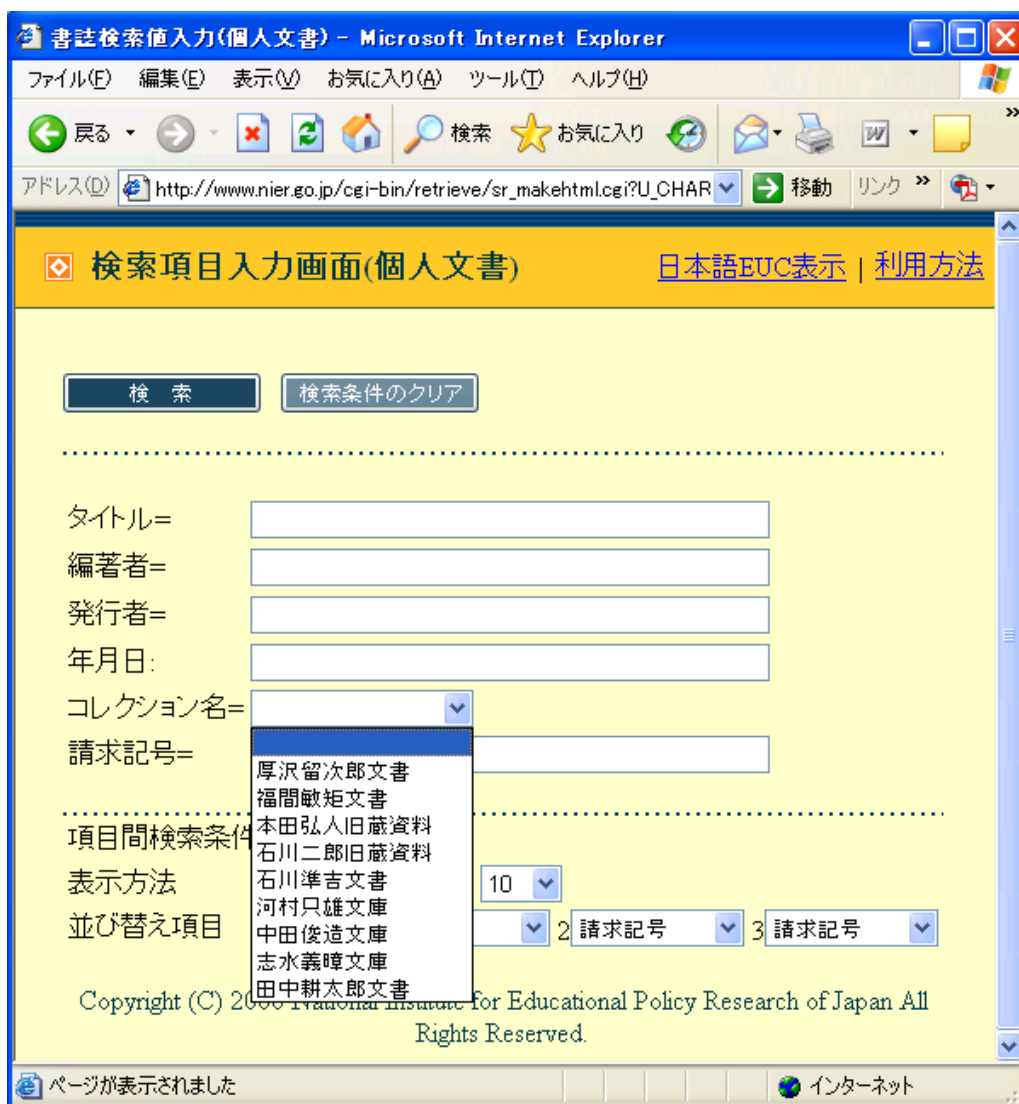 書誌検索値入力(個人文書) - Microsoft Internet Explorer
ファイル(F) 編集(E) 表示(V) お気に入り(A) ツール(T) ヘルプ(H)
戻る 検索 お気に入り »
アドレス(D) http://www.nier.go.jp/cgi-bin/retrieve/sr_makehtml.cgi?U_CHAR 移動 リンク »
検索項目入力画面(個人文書) 日本語EUC表示 | 利用方法
検 索 検索条件のクリア
タイトル=
編著者=
発行者=
年月日:
コレクション名=
請求記号=
厚沢留次郎文書
福間敏矩文書
本田弘人旧蔵資料
石川二郎旧蔵資料
石川準吉文書
河村只雄文庫
中田俊造文庫
志水義暲文庫
田中耕太郎文書
項目間検索条件
表示方法 10
並び替え項目 2 請求記号 3 請求記号
Copyright (C) National Institute for Educational Policy Research of Japan All
Rights Reserved.
ページが表示されました インターネット